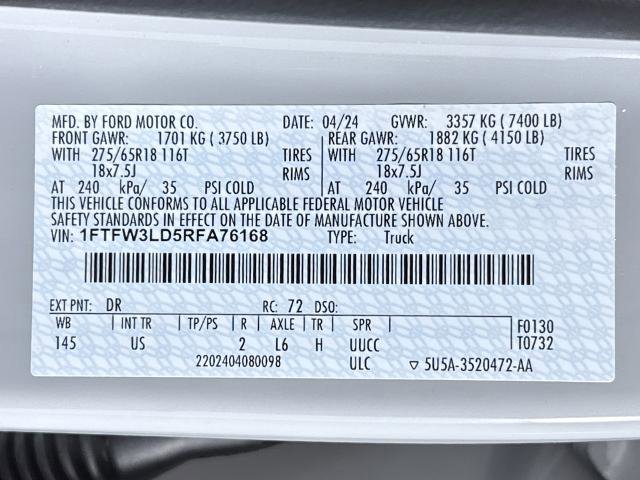 MFD. BY FORD MOTOR CO. DATE: 04/24 GVWR: 3357 KG ( 7400 LB)
FRONT GAWR: 1701 KG ( 3750 LB) REAR GAWR: 1882 KG ( 4150 LB)
WITH 275/65R18 116T TIRES WITH 275/65R18 116T TIRES
18x7.5J RIMS 18x7.5J RIMS
AT 240 kPa/ 35 PSI COLD AT 240 kPa/ 35 PSI COLD
THIS VEHICLE CONFORMS TO ALL APPLICABLE FEDERAL MOTOR VEHICLE
SAFETY STANDARDS IN EFFECT ON THE DATE OF MANUFACTURE SHOWN ABOVE.
VIN: 1FTFW3LD5RFA76168 TYPE: Truck
EXT PNT: DR RC: 72 DSO:
WB INT TR TP/PS R AXLE TR SPR F0130
145 US 2 L6 H UUCC T0732
2202404080098 ULC ▽ 5U5A-3520472-AA